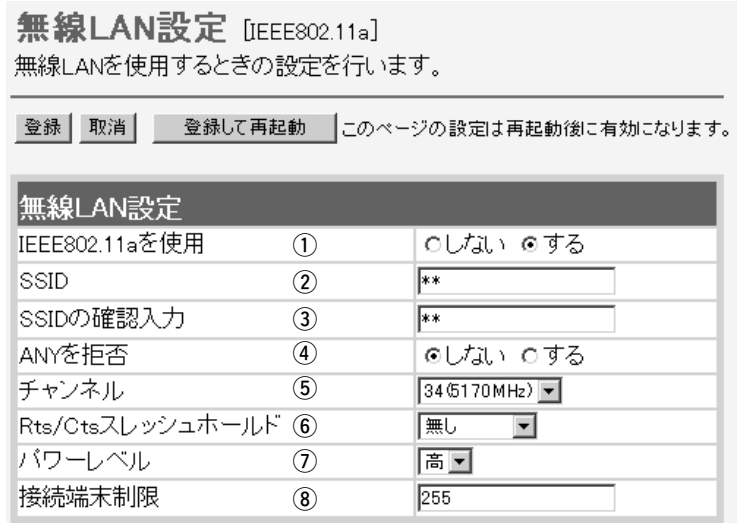 無線LAN設定 [IEEE802.11a]
無線LANを使用するときの設定を行います。
登録 取消 登録して再起動 このページの設定は再起動後に有効になります。
無線LAN設定
IEEE802.11aを使用 ① しない する
SSID ② **
SSIDの確認入力 ③ **
ANYを拒否 ④ しない する
チャンネル ⑤ 34(5170MHz)
Rts/Ctsスレッシュホールド ⑥ 無し
パワーレベル ⑦ 高
接続端末制限 ⑧ 255